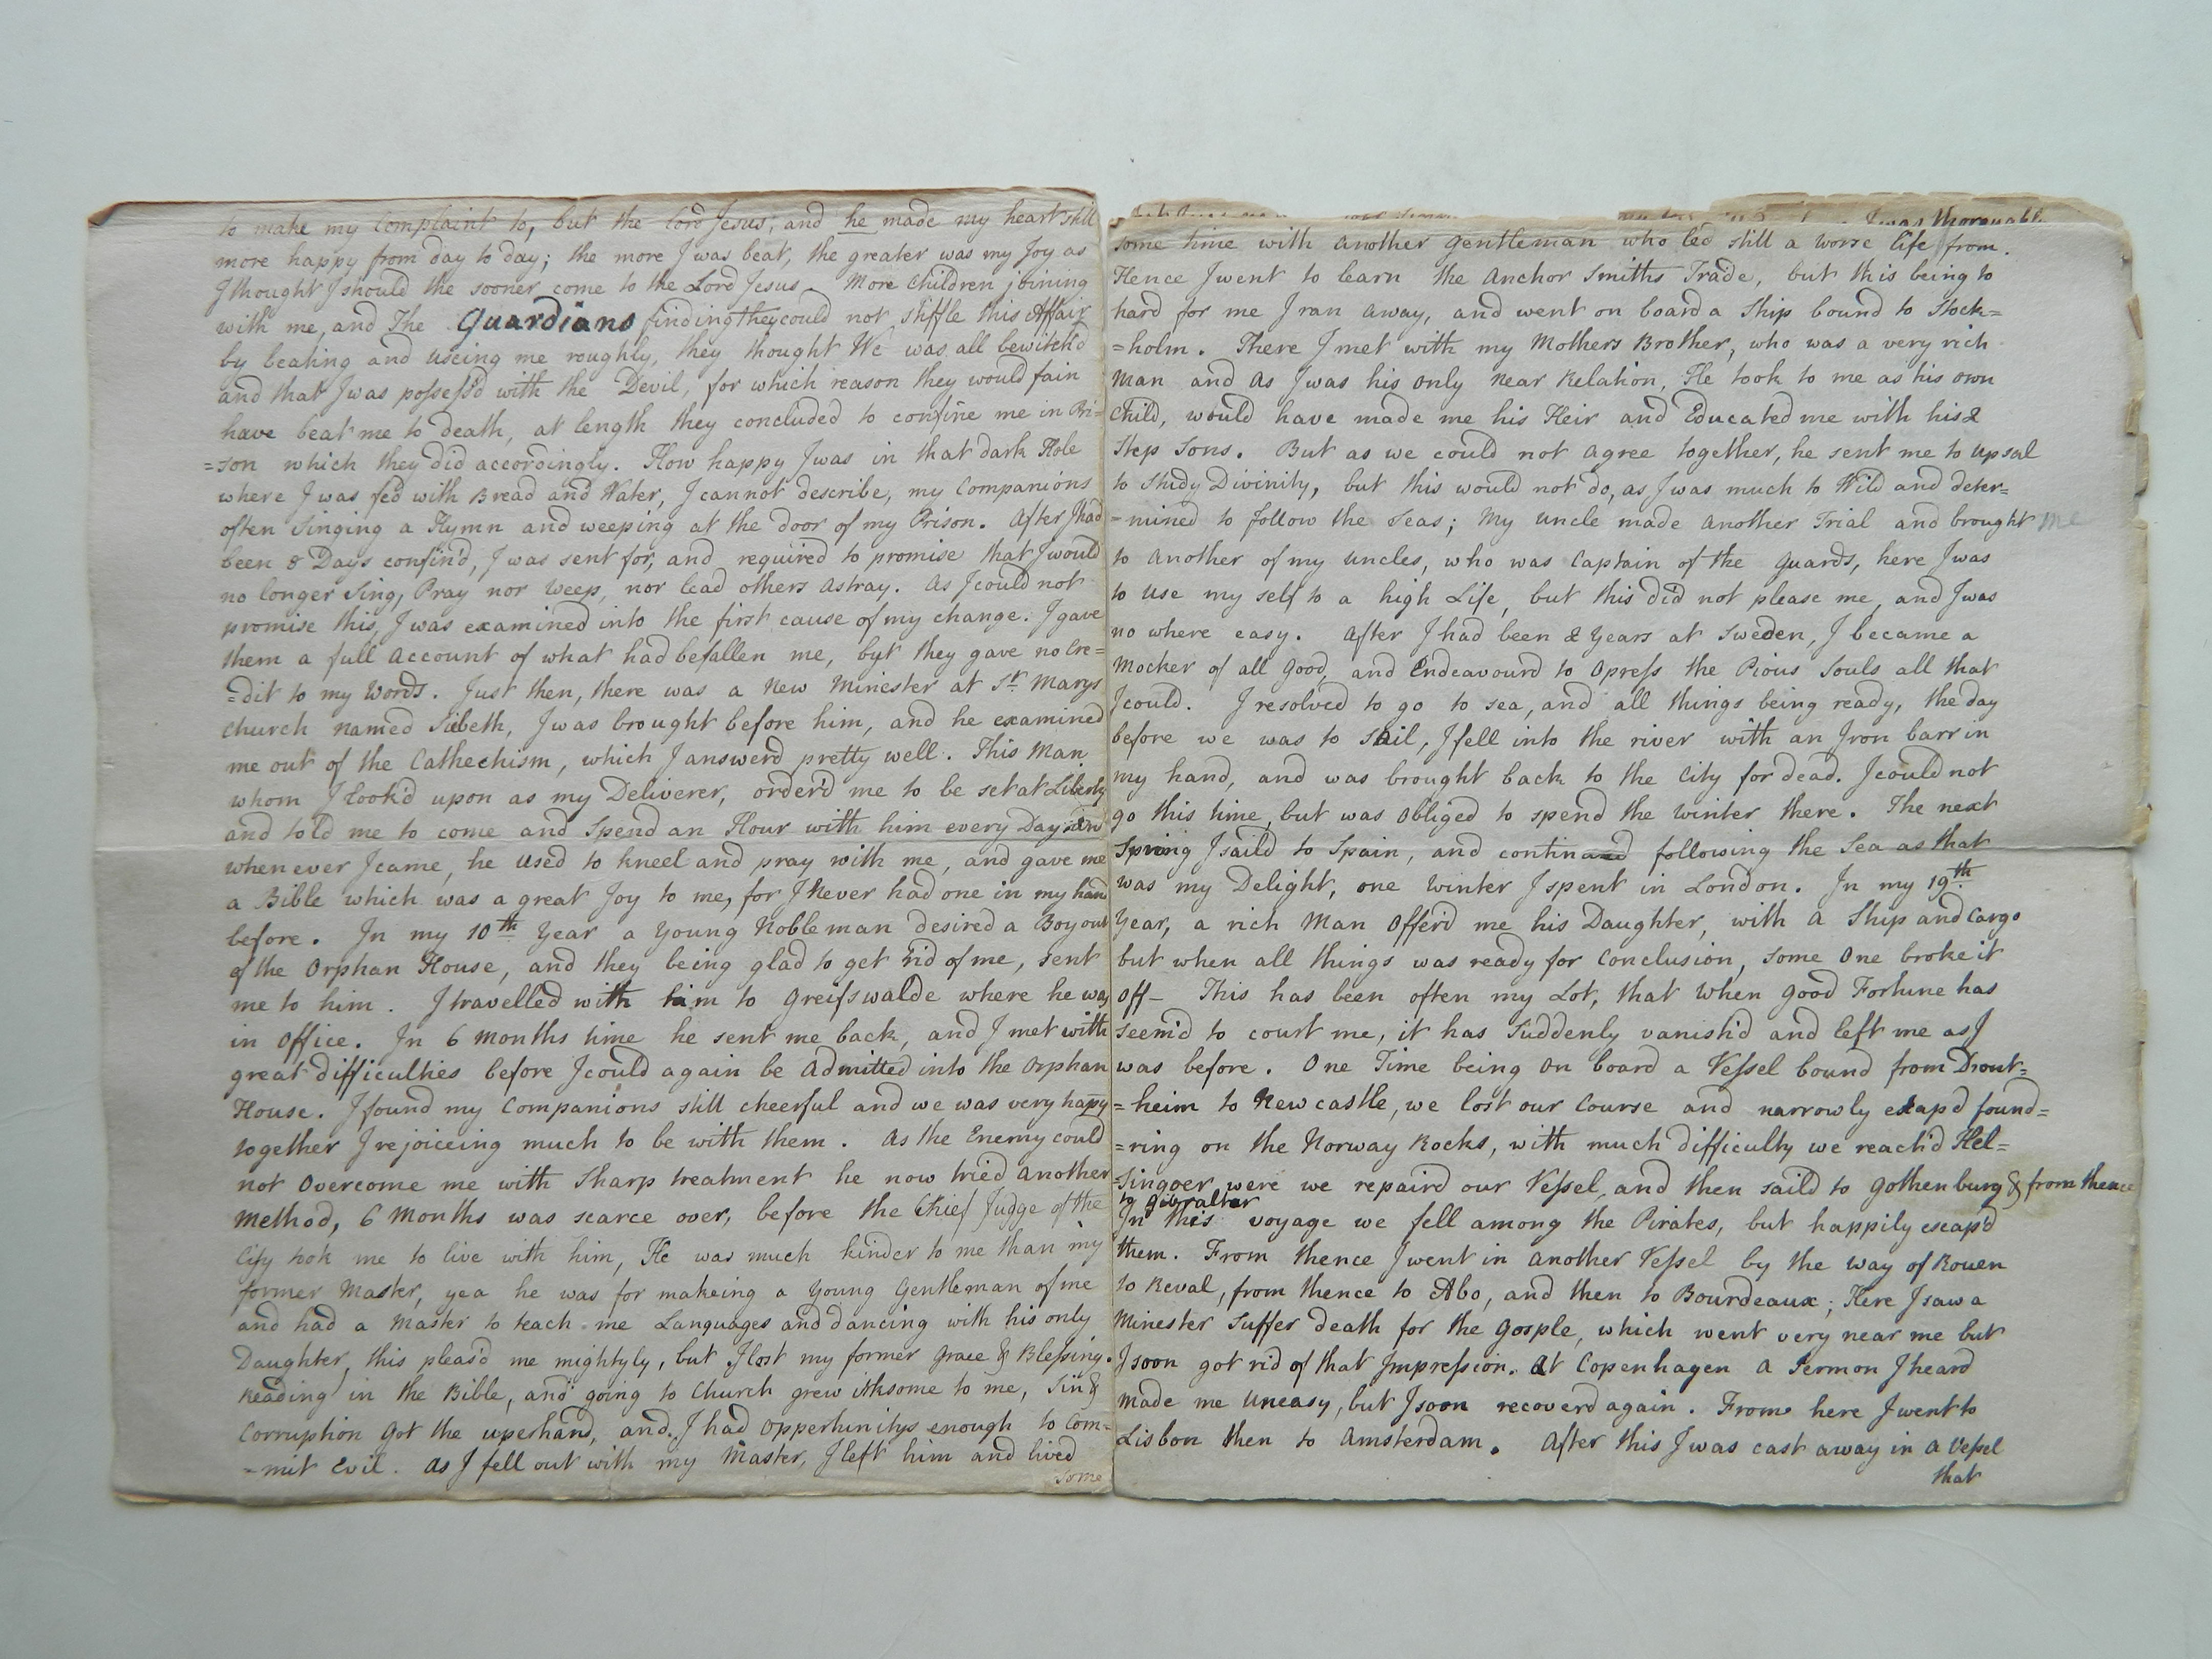 to make my Complaint to, but the Lord Jesus; and he made my heart still
more happy from day to day; the more I was beat, the greater was my Joy as
I thought I should the sooner come to the Lord Jesus. More Children joining
with me, and The Guardians finding they could not stiffle this Affair
by beating and useing me roughly, they thought We was all bewitch'd
and that I was possess'd with the Devil, for which reason they would fain
have beat me to death, at length they concluded to confine me in Pri=
=son which they did accordingly. How happy I was in that dark Hole
where I was fed with Bread and Water, I cannot describe, my Companions
often Singing a Hymn and weeping at the door of my Prison. After I had
been 8 Days confin'd, I was sent for, and required to promise that I would
no longer Sing, Pray nor Weep, nor lead others astray. As I could not
promise this, I was examined into the first cause of my change. I gave
them a full Account of what had befallen me, but they gave no Cre=
=dit to my Words. Just then, there was a New Minester at St. Marys
Church Named Siebeth, I was brought before him, and he examined
me out of the Cathechism, which I answerd pretty well. This Man
whom I look'd upon as my Deliverer, order'd me to be set at Liberty
and told me to come and Spend an Hour with him every Day, and
when ever I came, he used to kneel and pray with me, and gave me
a Bible which was a great Joy to me, for I Never had one in my hand
before. In my 10th Year a Young Nobleman desired a Boy out
of the Orphan House, and they being glad to get rid of me, sent
me to him. I travelled with him to Greifswalde where he was
in Office. In 6 Months time he sent me back, and I met with
great difficulties before I could again be Admitted into the Orphan
House. I found my Companions still cheerful and we was very happy
together I rejoiceing much to be with them. As the Enemy could
not Overcome me with Sharp treatment he now tried another
Method, 6 Months was scarce over, before the Chief Judge of the
City took me to live with him, He was much kinder to me than my
former Master, yea he was for makeing a Young Gentleman of me
and had a Master to teach me Languages and dancing with his only
Daughter, this pleas'd me mightyly, but I lost my former Grace & Blessing.
Reading in the Bible, and going to Church grew irksome to me, Sin &
Corruption got the uperhand, and I had Oppertunitys enough to Com=
=mit Evil. As I fell out with my Master, I left him and lived
Some
I was thoroughly
Some time with another Gentleman who led still a worse life from.
Hence I went to learn the Anchor Smiths Trade, but this being to
hard for me I ran away, and went on board a Ship bound to Stock=
=holm. There I met with my Mothers Brother, who was a very rich
Man and As I was his only Near Relation, He took to me as his own
Child, would have made me his Heir and Educated me with his 2
Step Sons. But as we could not agree together, he sent me to Upsal
to Study Divinity, but this would not do, as I was much to Wild and deter=
=mined to follow the Seas; My Uncle made Another Trial and brought me
to Another of my Uncles, who was Captain of the Guards, here I was
to Use my self to a high Life, but this did not please me, and I was
no where easy. After I had been 2 Years at Sweden, I became a
Mocker of all Good, and Endeavourd to Opress the Pious Souls all that
I could. I resolved to go to sea, and all things being ready, the day
before we was to Sail, I fell into the river with an Iron barr in
my hand, and was brought back to the City for dead. I could not
go this time, but was Obliged to spend the Winter there. The next
Spring I saild to Spain, and continued following the Sea as that
was my Delight, one Winter I spent in London. In my 19th
Year, a rich Man Offer'd me his Daughter, with a Ship and Cargo
but when all things was ready for Conclusion, Some One broke it
Off- This has been often my Lot, that when good Fortune has
Seem'd to court me, it has Suddenly vanish'd and left me as I
was before. One Time being on board a Vessel bound from Dront=
=heim to Newcastle, we lost our Course and narrowly escap'd found=
=ring on the Norway Rocks, with much difficulty we reach'd Hel=
=Singoer, were we repaird our Vessel, and then saild to Gothenburg & from thence
to Gibralter
In this voyage we fell among the Pirates, but happily escap'd
them. From thence I went in another Vessel by the way of Rouen
to Reval, from thence to Abo, and then to Bourdeaux; Here I saw a
Minester Suffer death for the Gosple, which went very near me but
I soon got rid of that Impression. At Copenhagen a Sermon I heard
made me Uneasy, but I soon recoverd again. From here I went to
Lisbon then to Amsterdam. After this I was cast away in a Vessel
that